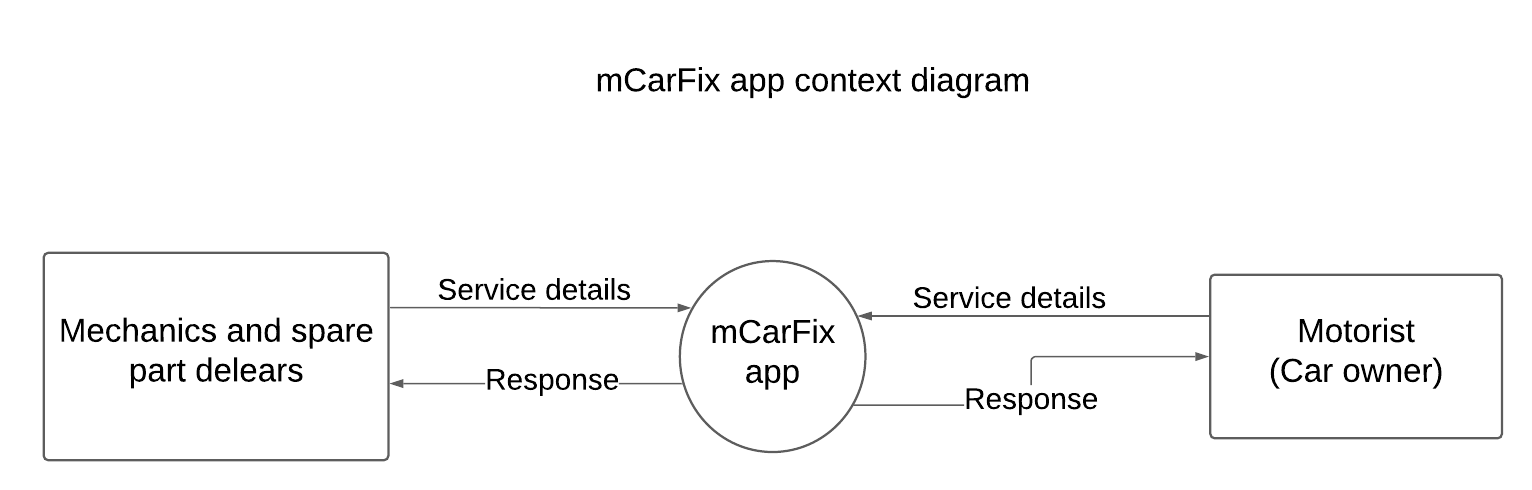 mCarFix app context diagram
Service details
Service details
Mechanics and spare
part delears
mCarFix
app
Motorist
(Car owner)
Response
Response